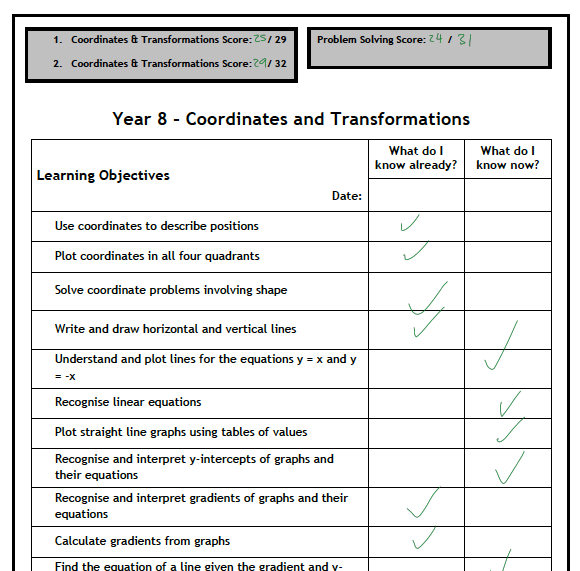 1. Coordinates & Transformations Score: 25 / 29
Problem Solving Score: 24 / 31
2. Coordinates & Transformations Score: 29 / 32
Year 8 - Coordinates and Transformations
What do I
know already?
What do I
know now?
Learning Objectives
Date:
Use coordinates to describe positions
Plot coordinates in all four quadrants
Solve coordinate problems involving shape
Write and draw horizontal and vertical lines
Understand and plot lines for the equations y = x and y
= -x
Recognise linear equations
Plot straight line graphs using tables of values
Recognise and interpret y-intercepts of graphs and
their equations
Recognise and interpret gradients of graphs and their
equations
Calculate gradients from graphs
Find the equation of a line given the gradient and y-